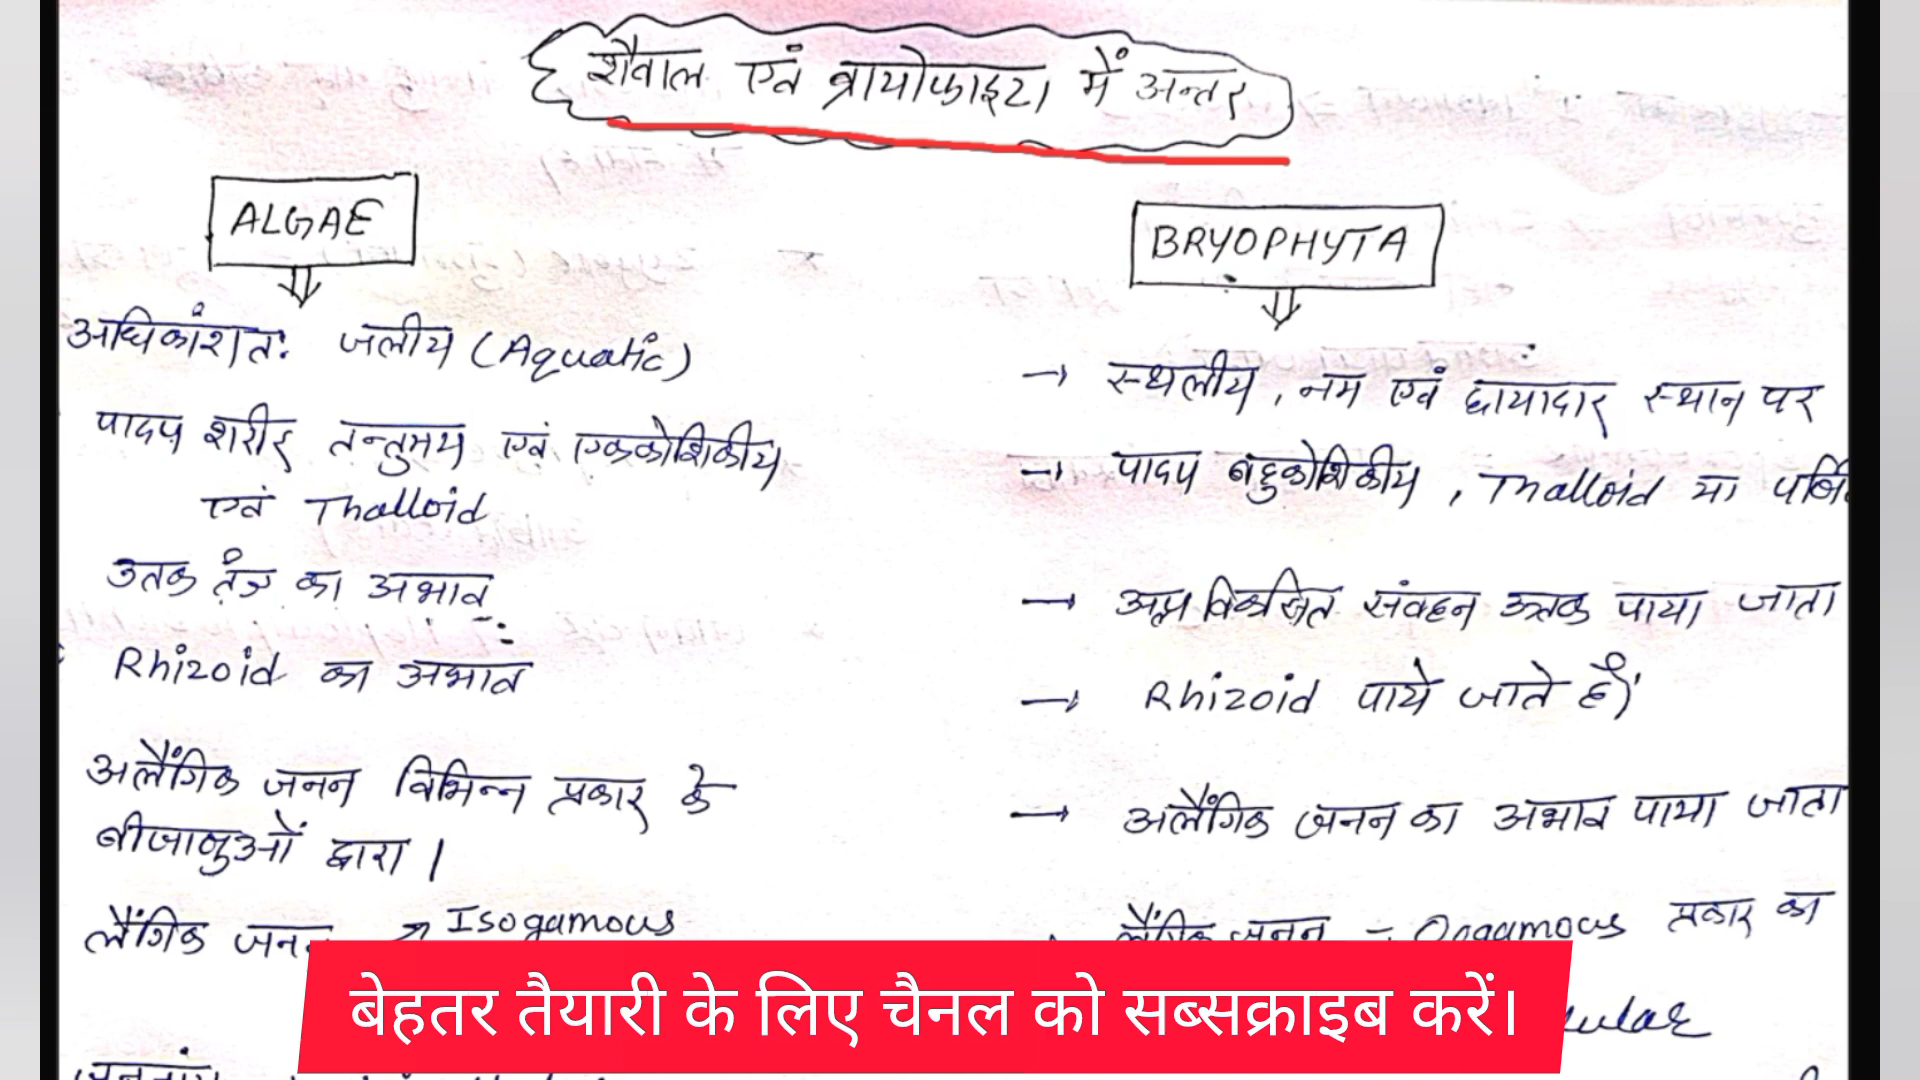 शैवाल एवं ब्रायोफाइटा में अन्तर
ALGAE
अधिकांशतः जलीय (Aquatic)
पादप शरीर तन्तुमय एवं एककोशिकीय
एवं Thalloid
उतक तंत्र का अभाव
Rhizoid का अभाव
अलैंगिक जनन विभिन्न प्रकार के
बीजाणुओं द्वारा।
लैंगिक जनन → Isogamous
BRYOPHYTA
→ स्थलीय, नम एवं छायादार स्थान पर
→ पादप बहुकोशिकीय, Thalloid या
→ अल्प विकसित संवहन उत्तक पाया जाता
→ Rhizoid पाये जाते हैं।
→ अलैंगिक जनन का अभाव पाया जाता
लैंगिक जनन - Oogamous प्रकार का
बेहतर तैयारी के लिए चैनल को सब्सक्राइब करें।